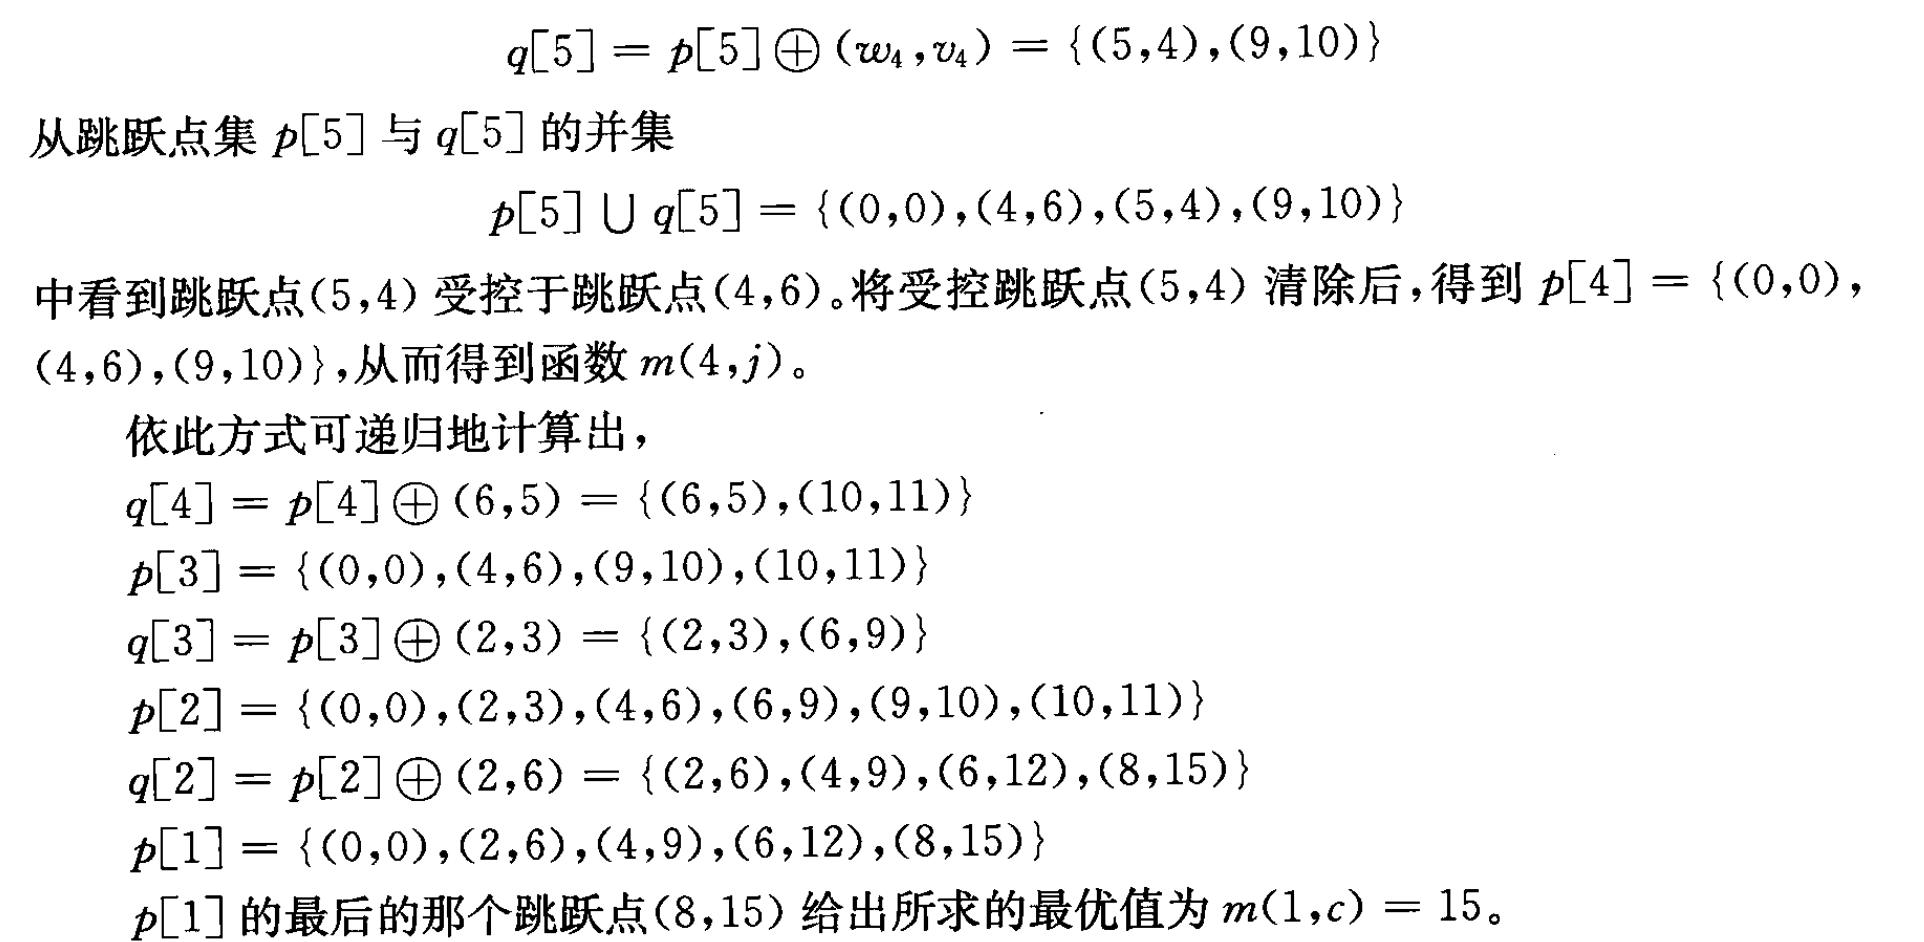 q[5] = p[5]⊕(w₄,v₄) = {(5,4),(9,10)}
从跳跃点集 p[5] 与 q[5] 的并集
p[5] ∪ q[5] = {(0,0),(4,6),(5,4),(9,10)}
中看到跳跃点(5,4) 受控于跳跃点(4,6)。将受控跳跃点(5,4) 清除后,得到 p[4] = {(0,0),
(4,6),(9,10)},从而得到函数 m(4,j)。
依此方式可递归地计算出,
q[4] = p[4]⊕(6,5) = {(6,5),(10,11)}
p[3] = {(0,0),(4,6),(9,10),(10,11)}
q[3] = p[3]⊕(2,3) = {(2,3),(6,9)}
p[2] = {(0,0),(2,3),(4,6),(6,9),(9,10),(10,11)}
q[2] = p[2]⊕(2,6) = {(2,6),(4,9),(6,12),(8,15)}
p[1] = {(0,0),(2,6),(4,9),(6,12),(8,15)}
p[1] 的最后的那个跳跃点(8,15) 给出所求的最优值为 m(1,c) = 15。